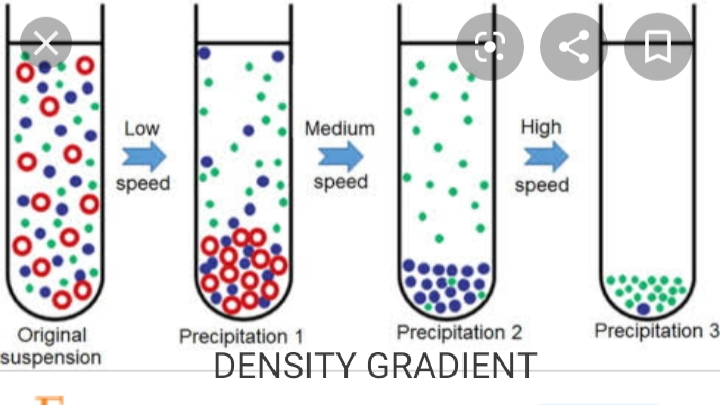 Low
speed
Medium
speed
High
speed
Original
suspension
Precipitation 1
Precipitation 2
Precipitation 3
DENSITY GRADIENT